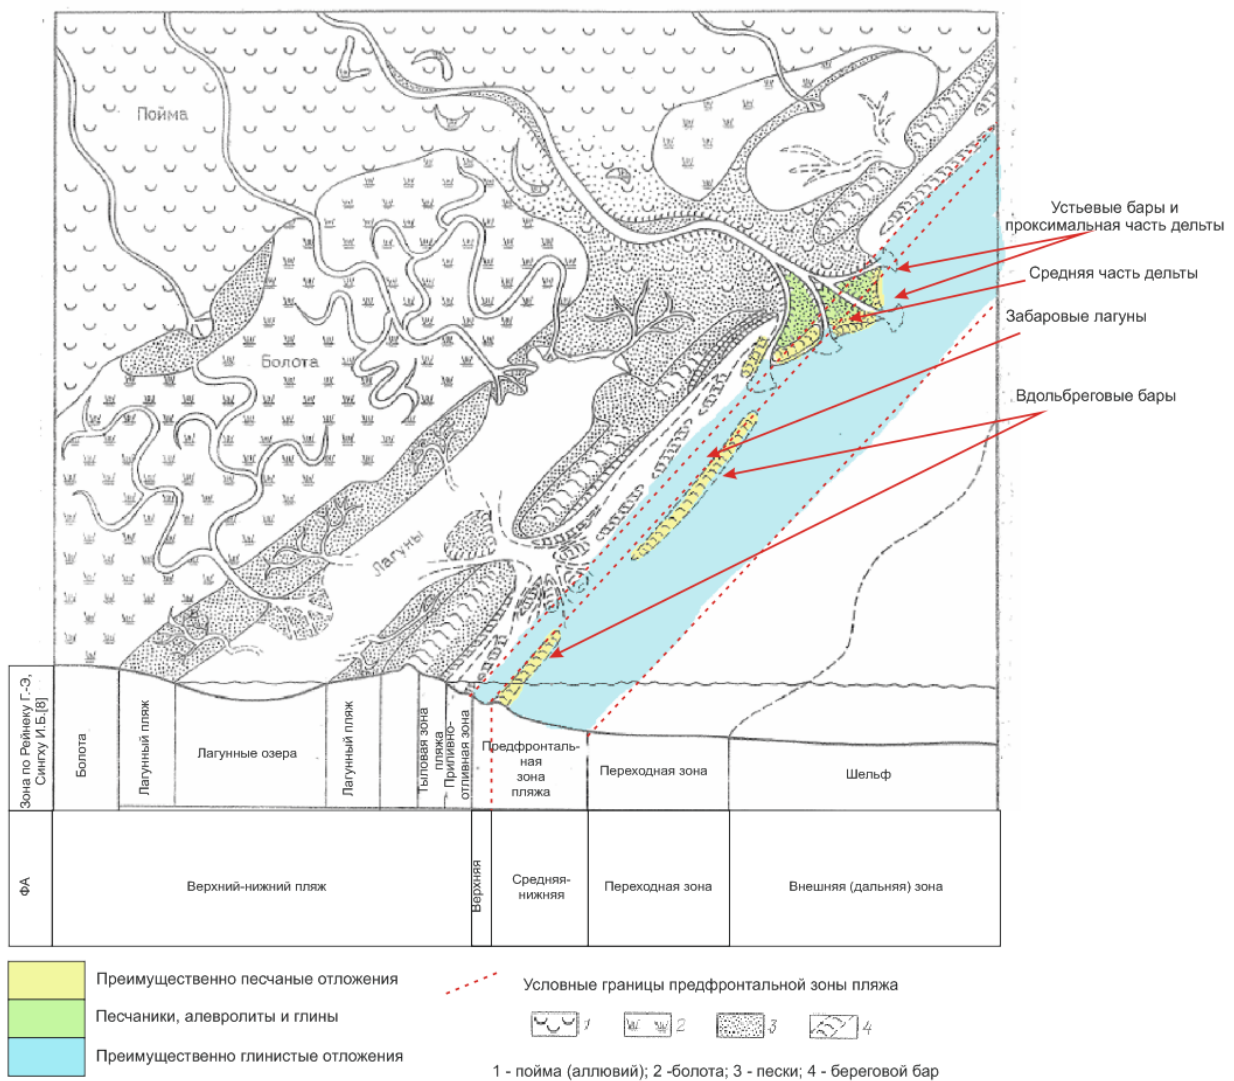 Пойма
Устьевые бары и
проксимальная часть дельты
Средняя часть дельты
Забаровые лагуны
Болота
Вдольбреговые бары
Лагуны
Зона по Рейнеку Г.-Э,
Сингху И.Б.[8]
Болота
Лагунный пляж
Лагунные озера
Лагунный пляж
Тыловая зона
пляжа
Приливно-
отливная зона
Предфронталь-
ная
зона
пляжа
Переходная зона
Шельф
ФА
Верхний-нижний пляж
Верхняя
Средняя-
нижняя
Переходная зона
Внешняя (дальняя) зона
Преимущественно песчаные отложения
Песчаники, алевролиты и глины
Преимущественно глинистые отложения
Условные границы предфронтальной зоны пляжа
1 2 3 4
1 - пойма (аллювий); 2 -болота; 3 - пески; 4 - береговой бар